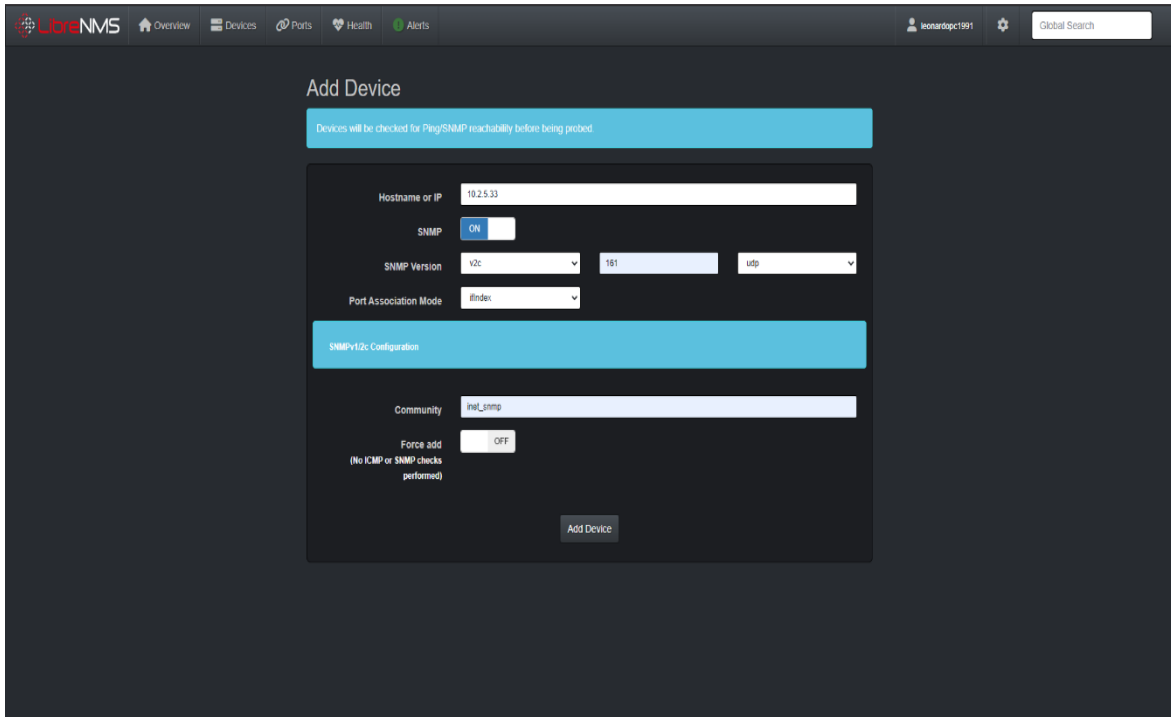 LibreNMS Overview Devices Ports Health Alerts leonardopc1991 Global Search
Add Device
Devices will be checked for Ping/SNMP reachability before being probed.
Hostname or IP 10.2.5.33
SNMP ON
SNMP Version v2c 161 udp
Port Association Mode ifIndex
SNMPv1/2c Configuration
Community inet_snmp
Force add OFF
(No ICMP or SNMP checks
performed)
Add Device